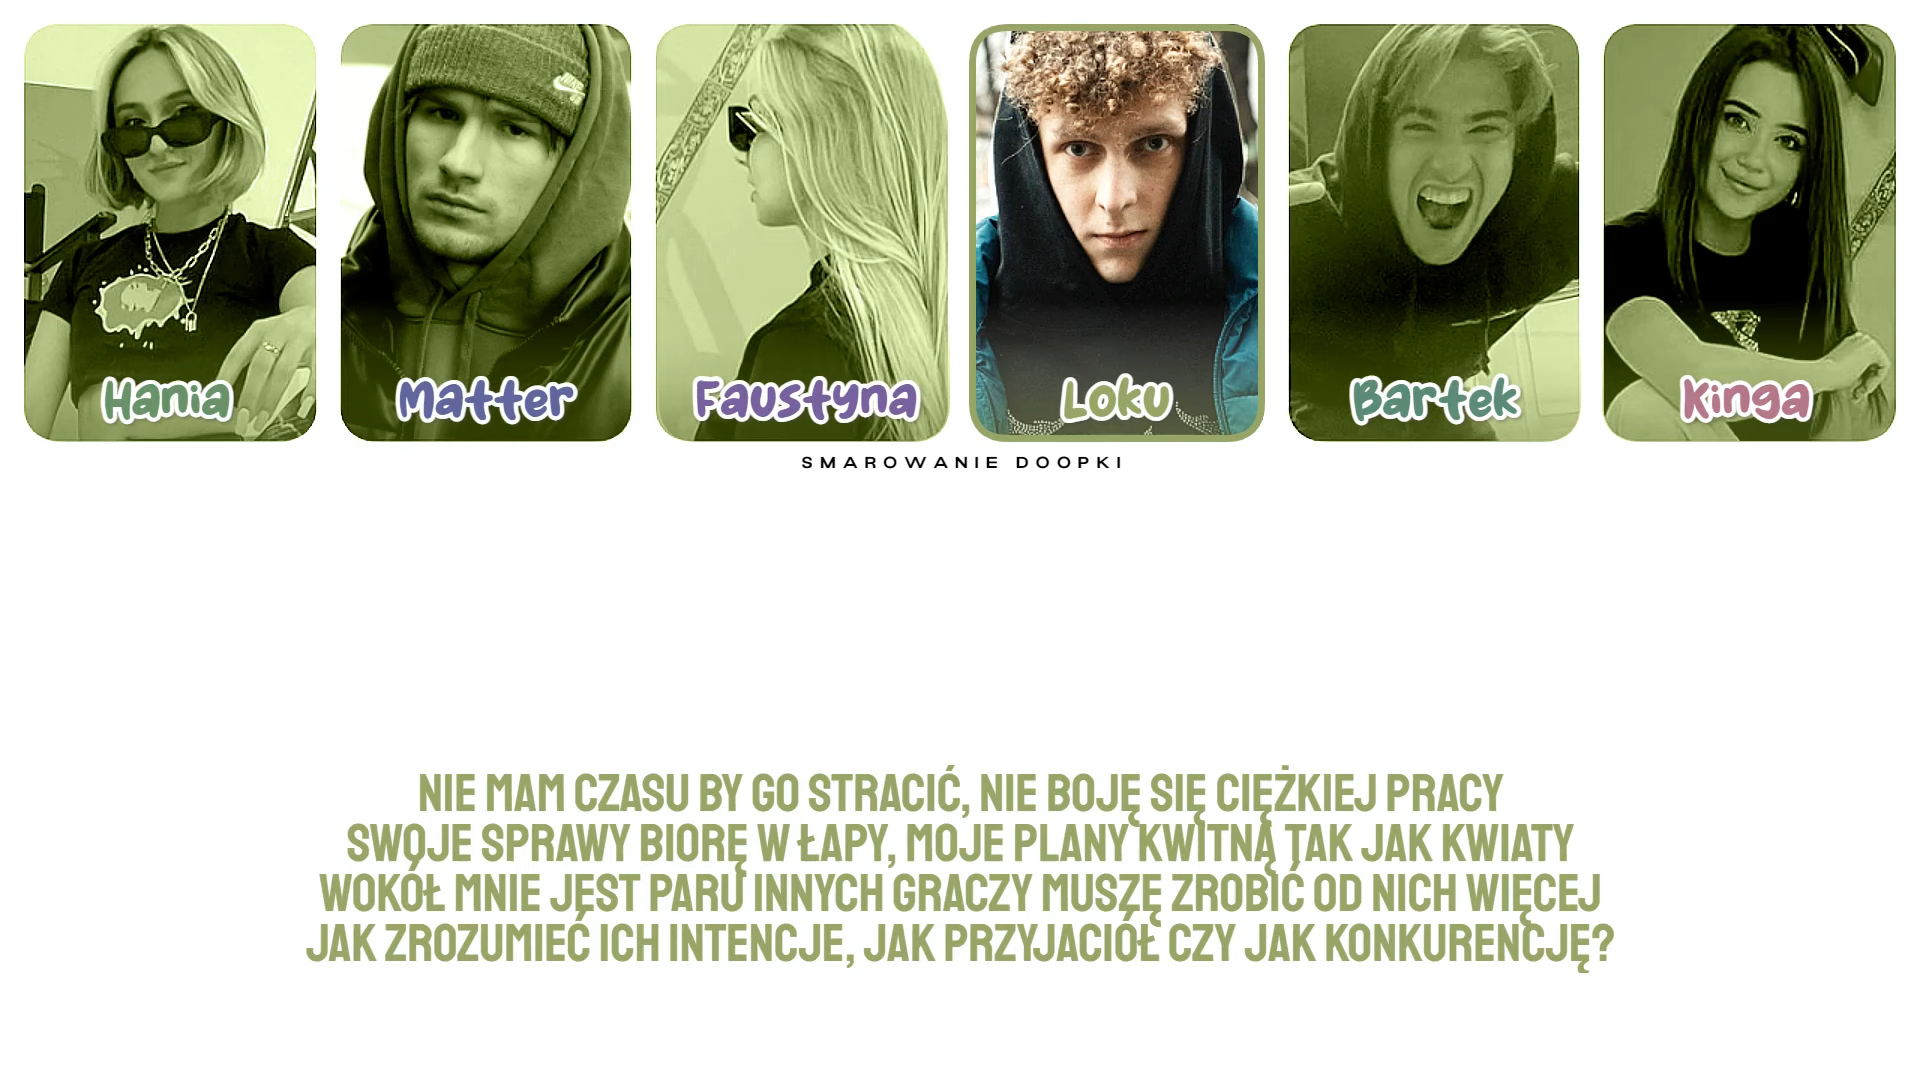 Hania
Matter
Faustyna
Loku
Bartek
Kinga
SMAROWANIE DOOPKI
NIE MAM CZASU BY GO STRACIĆ, NIE BOJĘ SIĘ CIĘŻKIEJ PRACY
SWOJE SPRAWY BIORĘ W ŁAPY, MOJE PLANY KWITNĄ TAK JAK KWIATY
WOKÓŁ MNIE JEST PARU INNYCH GRACZY MUSZĘ ZROBIĆ OD NICH WIĘCEJ
JAK ZROZUMIEĆ ICH INTENCJE, JAK PRZYJACIÓŁ CZY JAK KONKURENCJĘ?